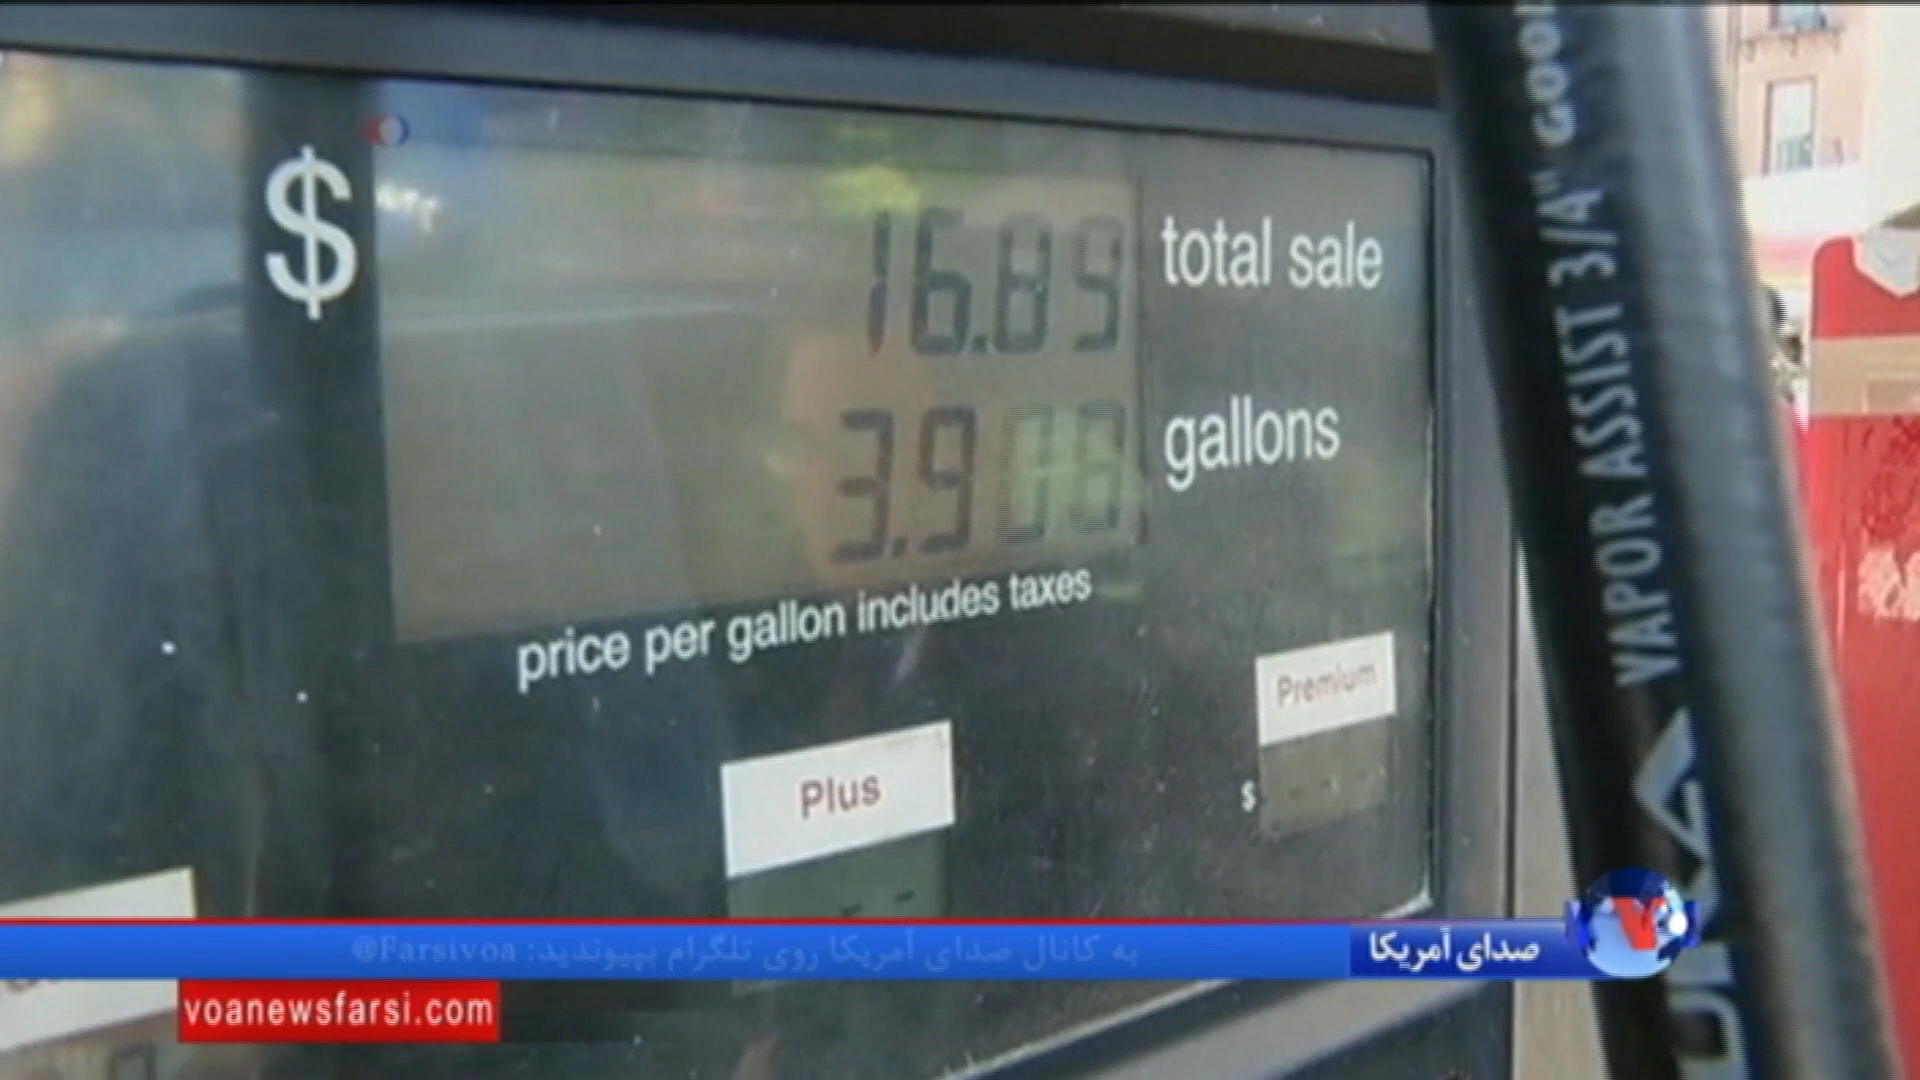 $ 16.89 total sale
3.9 gallons
price per gallon includes taxes
Premium
Plus
$
VAPOR ASSIST 3/4"
به کانال صدای آمریکا روی تلگرام بپیوندید: @Farsivoa
صدای آمریکا
voanewsfarsi.com